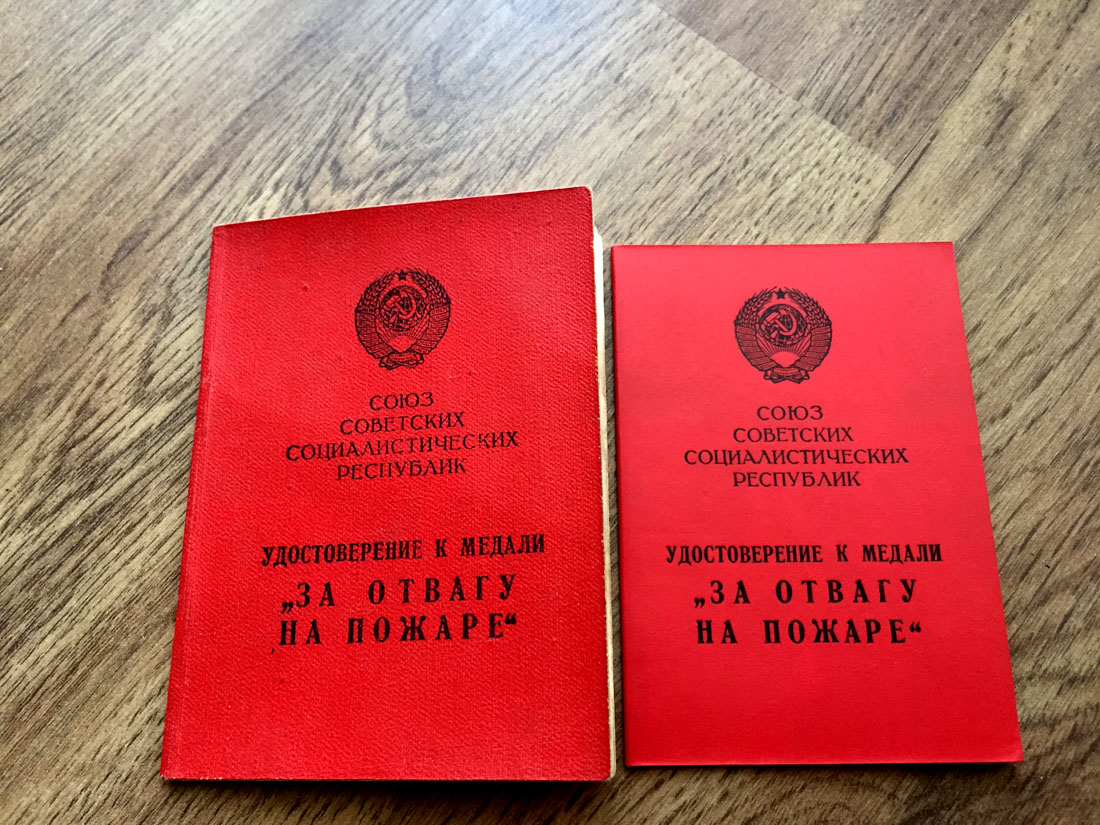 СОЮЗ
СОВЕТСКИХ
СОЦИАЛИСТИЧЕСКИХ
РЕСПУБЛИК
УДОСТОВЕРЕНИЕ К МЕДАЛИ
„ЗА ОТВАГУ
НА ПОЖАРЕ“
СОЮЗ
СОВЕТСКИХ
СОЦИАЛИСТИЧЕСКИХ
РЕСПУБЛИК
УДОСТОВЕРЕНИЕ К МЕДАЛИ
„ЗА ОТВАГУ
НА ПОЖАРЕ“